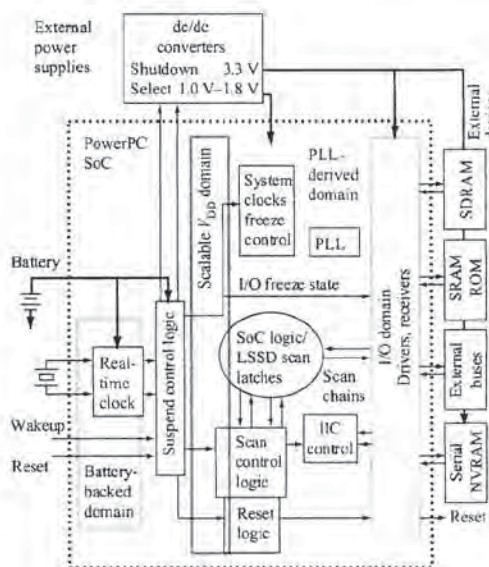 External
power
supplies
dc/dc
converters
Shutdown 3.3 V
Select 1.0 V–1.8 V
External
PowerPC
SoC
Scalable VDD domain
System
clocks
freeze
control
PLL-
derived
domain
PLL
SDRAM
Battery
I/O freeze state
SRAM
ROM
Real-
time
clock
Suspend control logic
SoC logic/
LSSD scan
latches
Scan
chains
I/O domain
Drivers, receivers
External
buses
Wakeup
Reset
Battery-
backed
domain
Scan
control
logic
IIC
control
Serial
NVRAM
Reset
logic
Reset